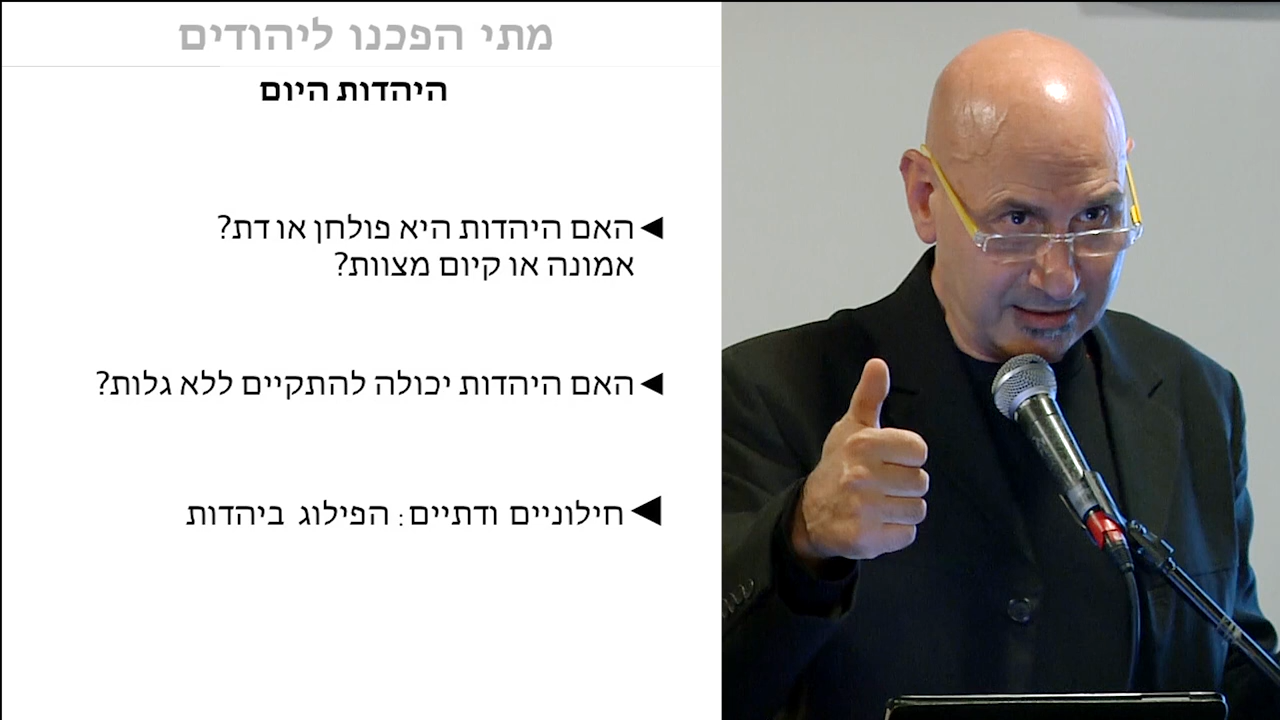 מתי הפכנו ליהודים
היהדות היום
האם היהדות היא פולחן או דת?
אמונה או קיום מצוות?
האם היהדות יכולה להתקיים ללא גלות?
חילוניים ודתיים: הפילוג ביהדות